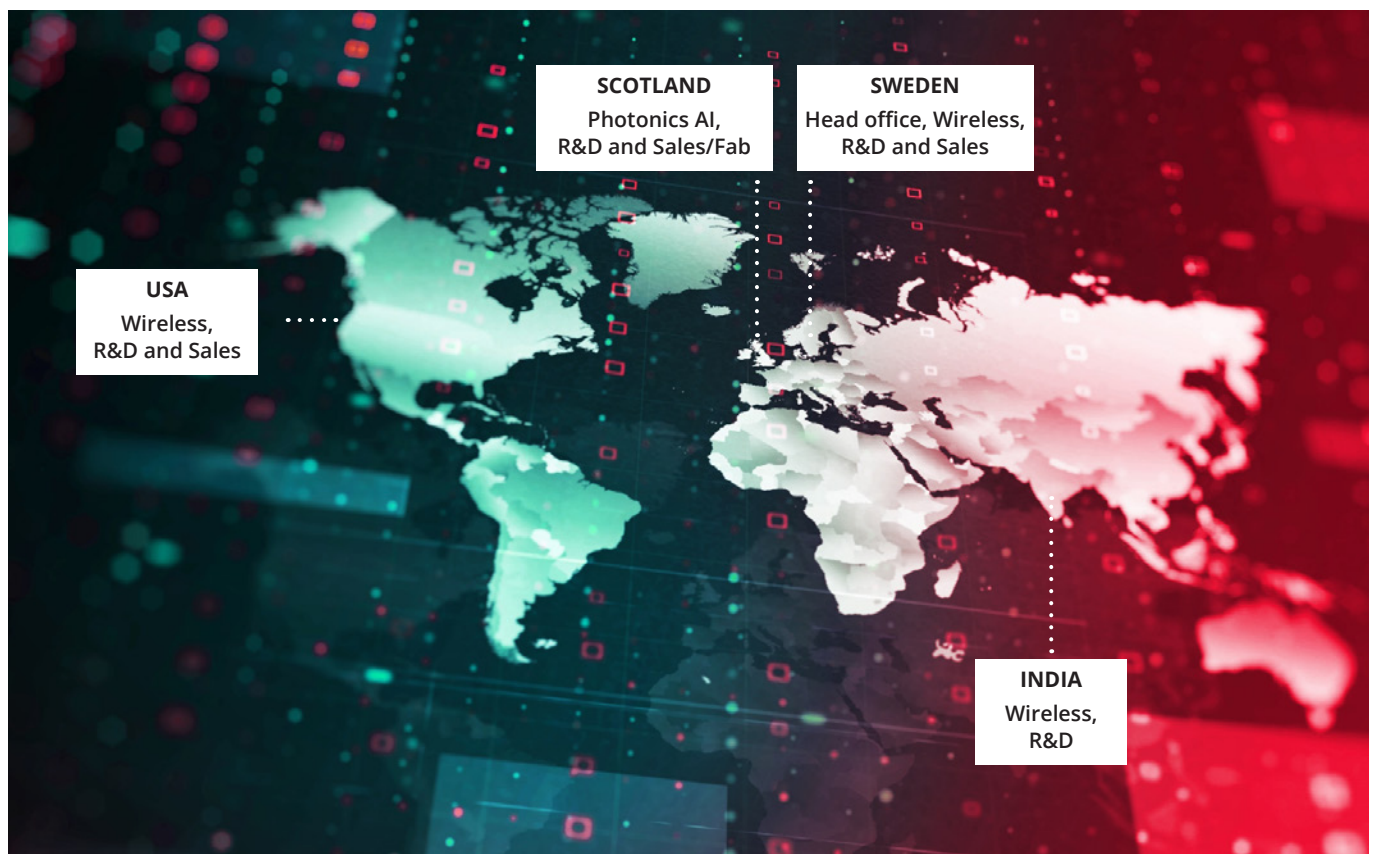 SCOTLAND
Photonics AI,
R&D and Sales/Fab
SWEDEN
Head office, Wireless,
R&D and Sales
USA
Wireless,
R&D and Sales
INDIA
Wireless,
R&D